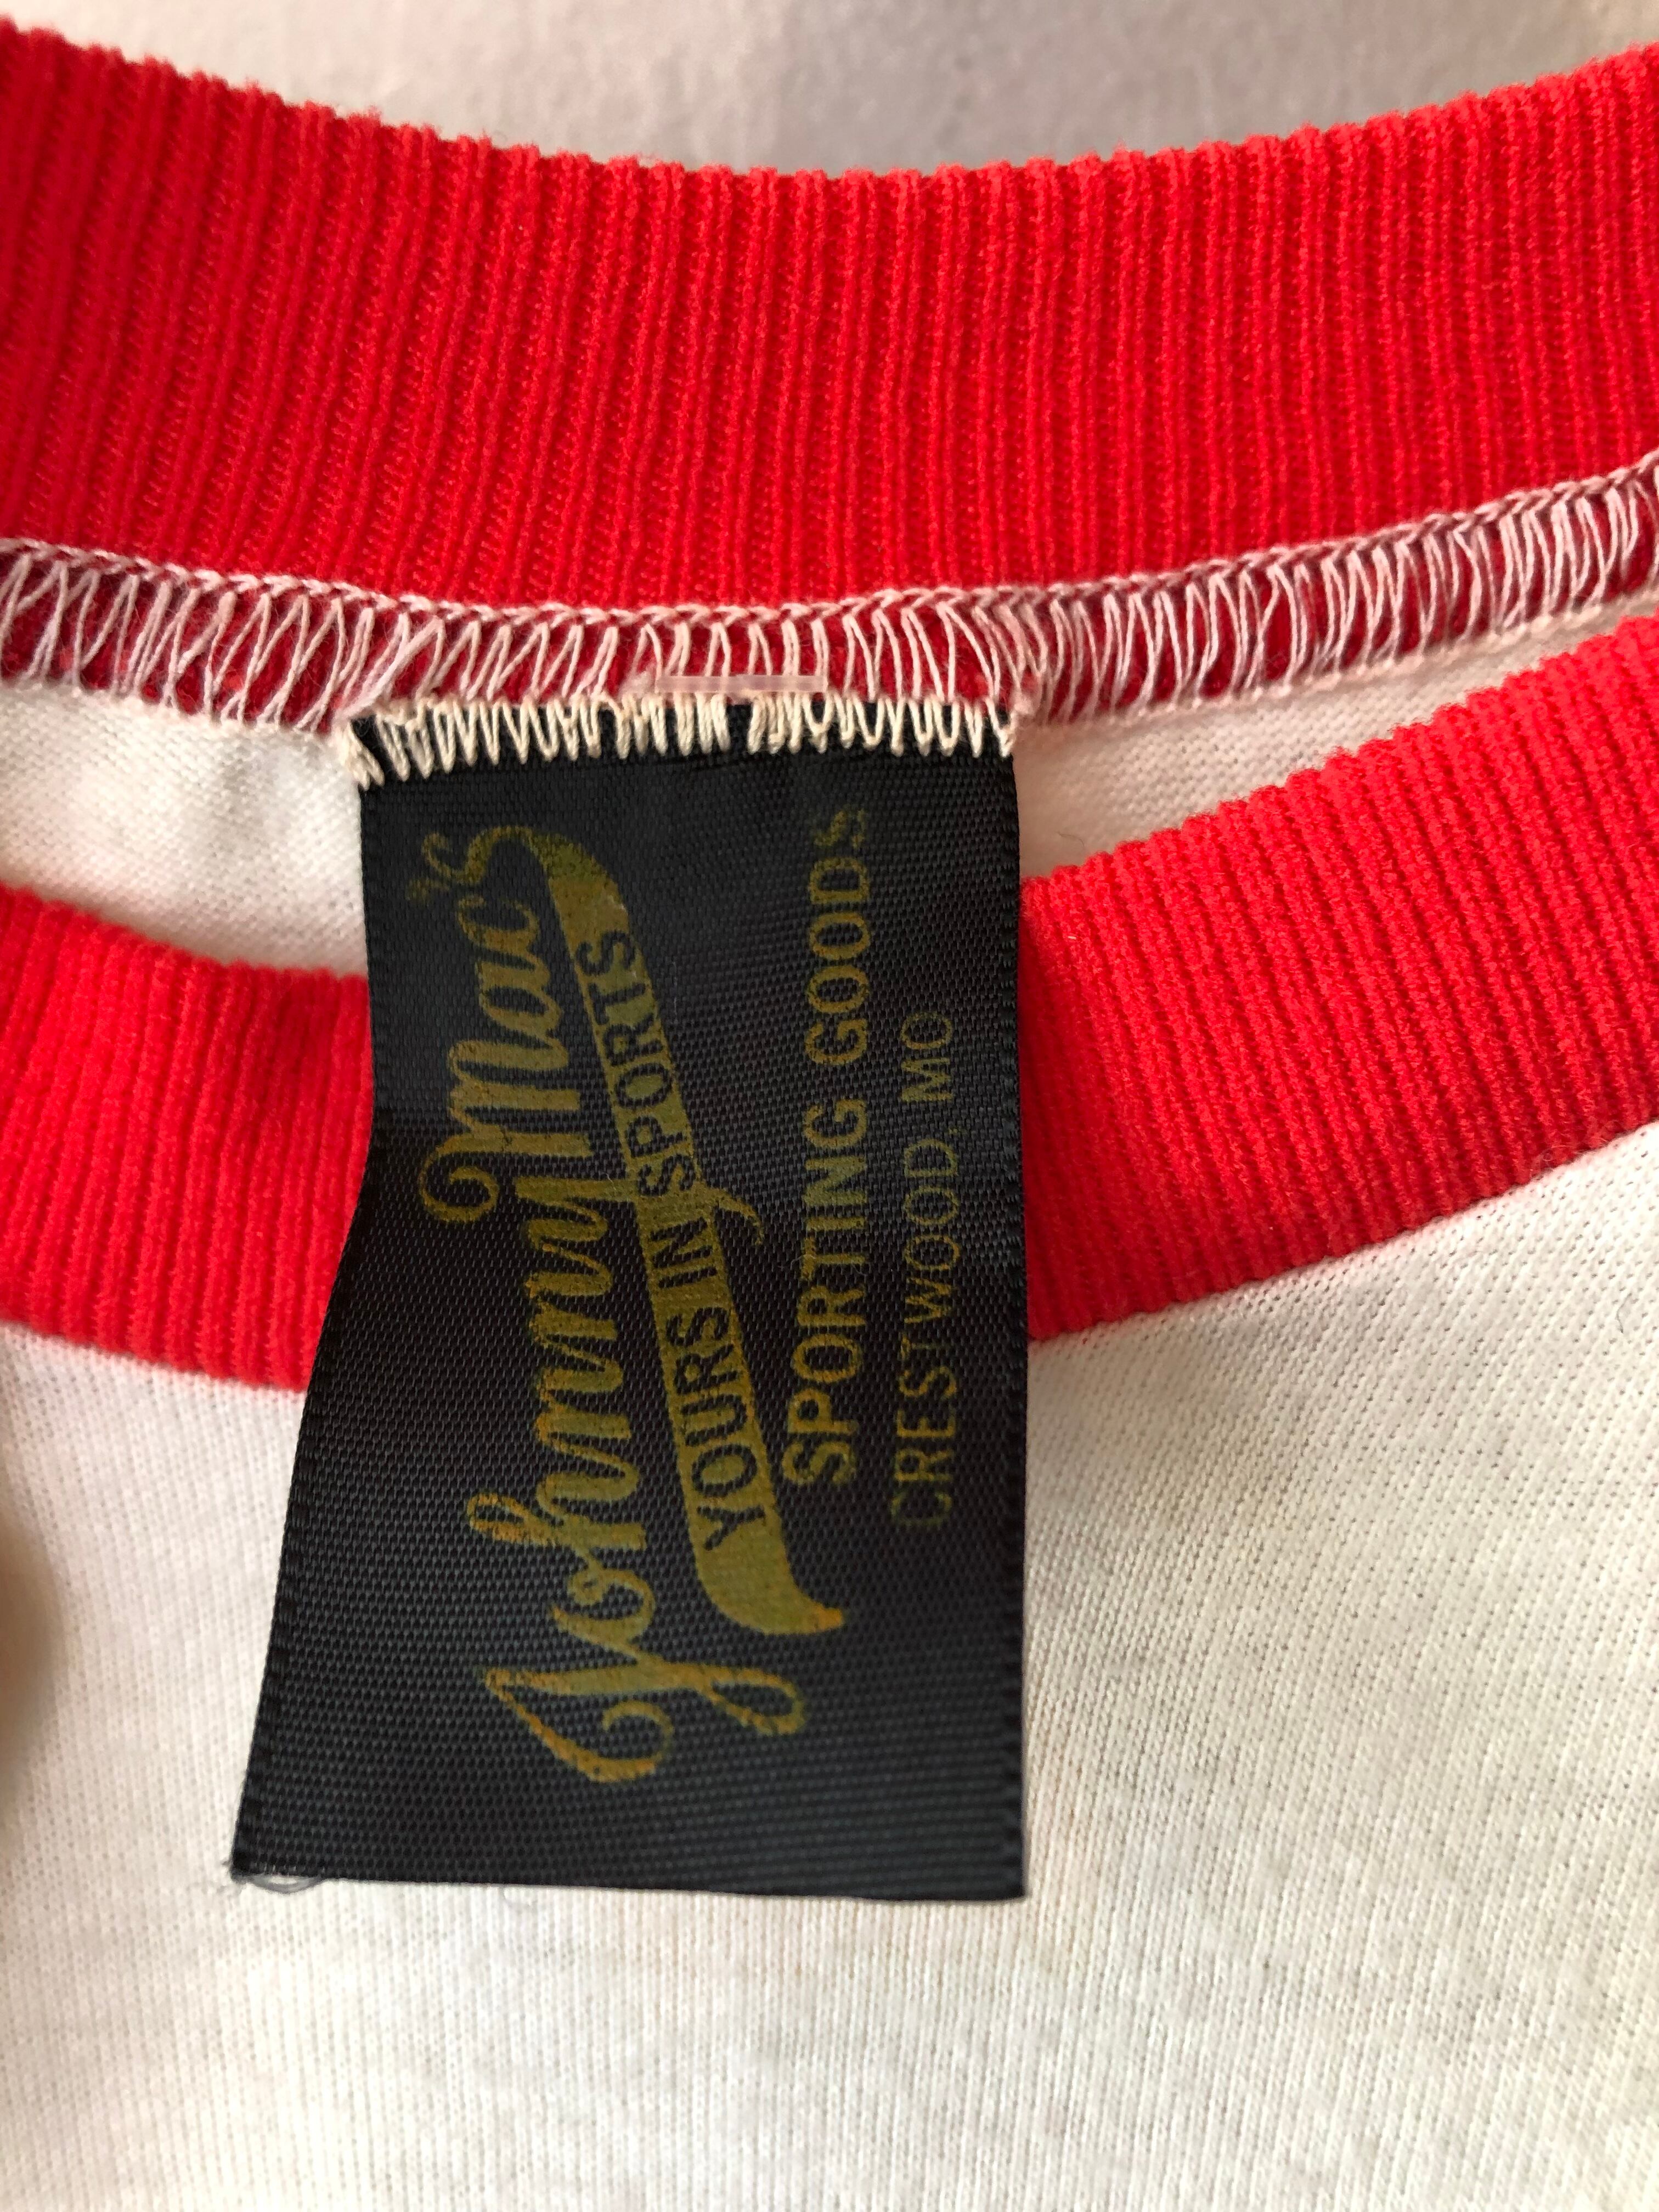 Johnny Mac's
YOURS IN SPORTS
SPORTING GOODS
CRESTWOOD, MO